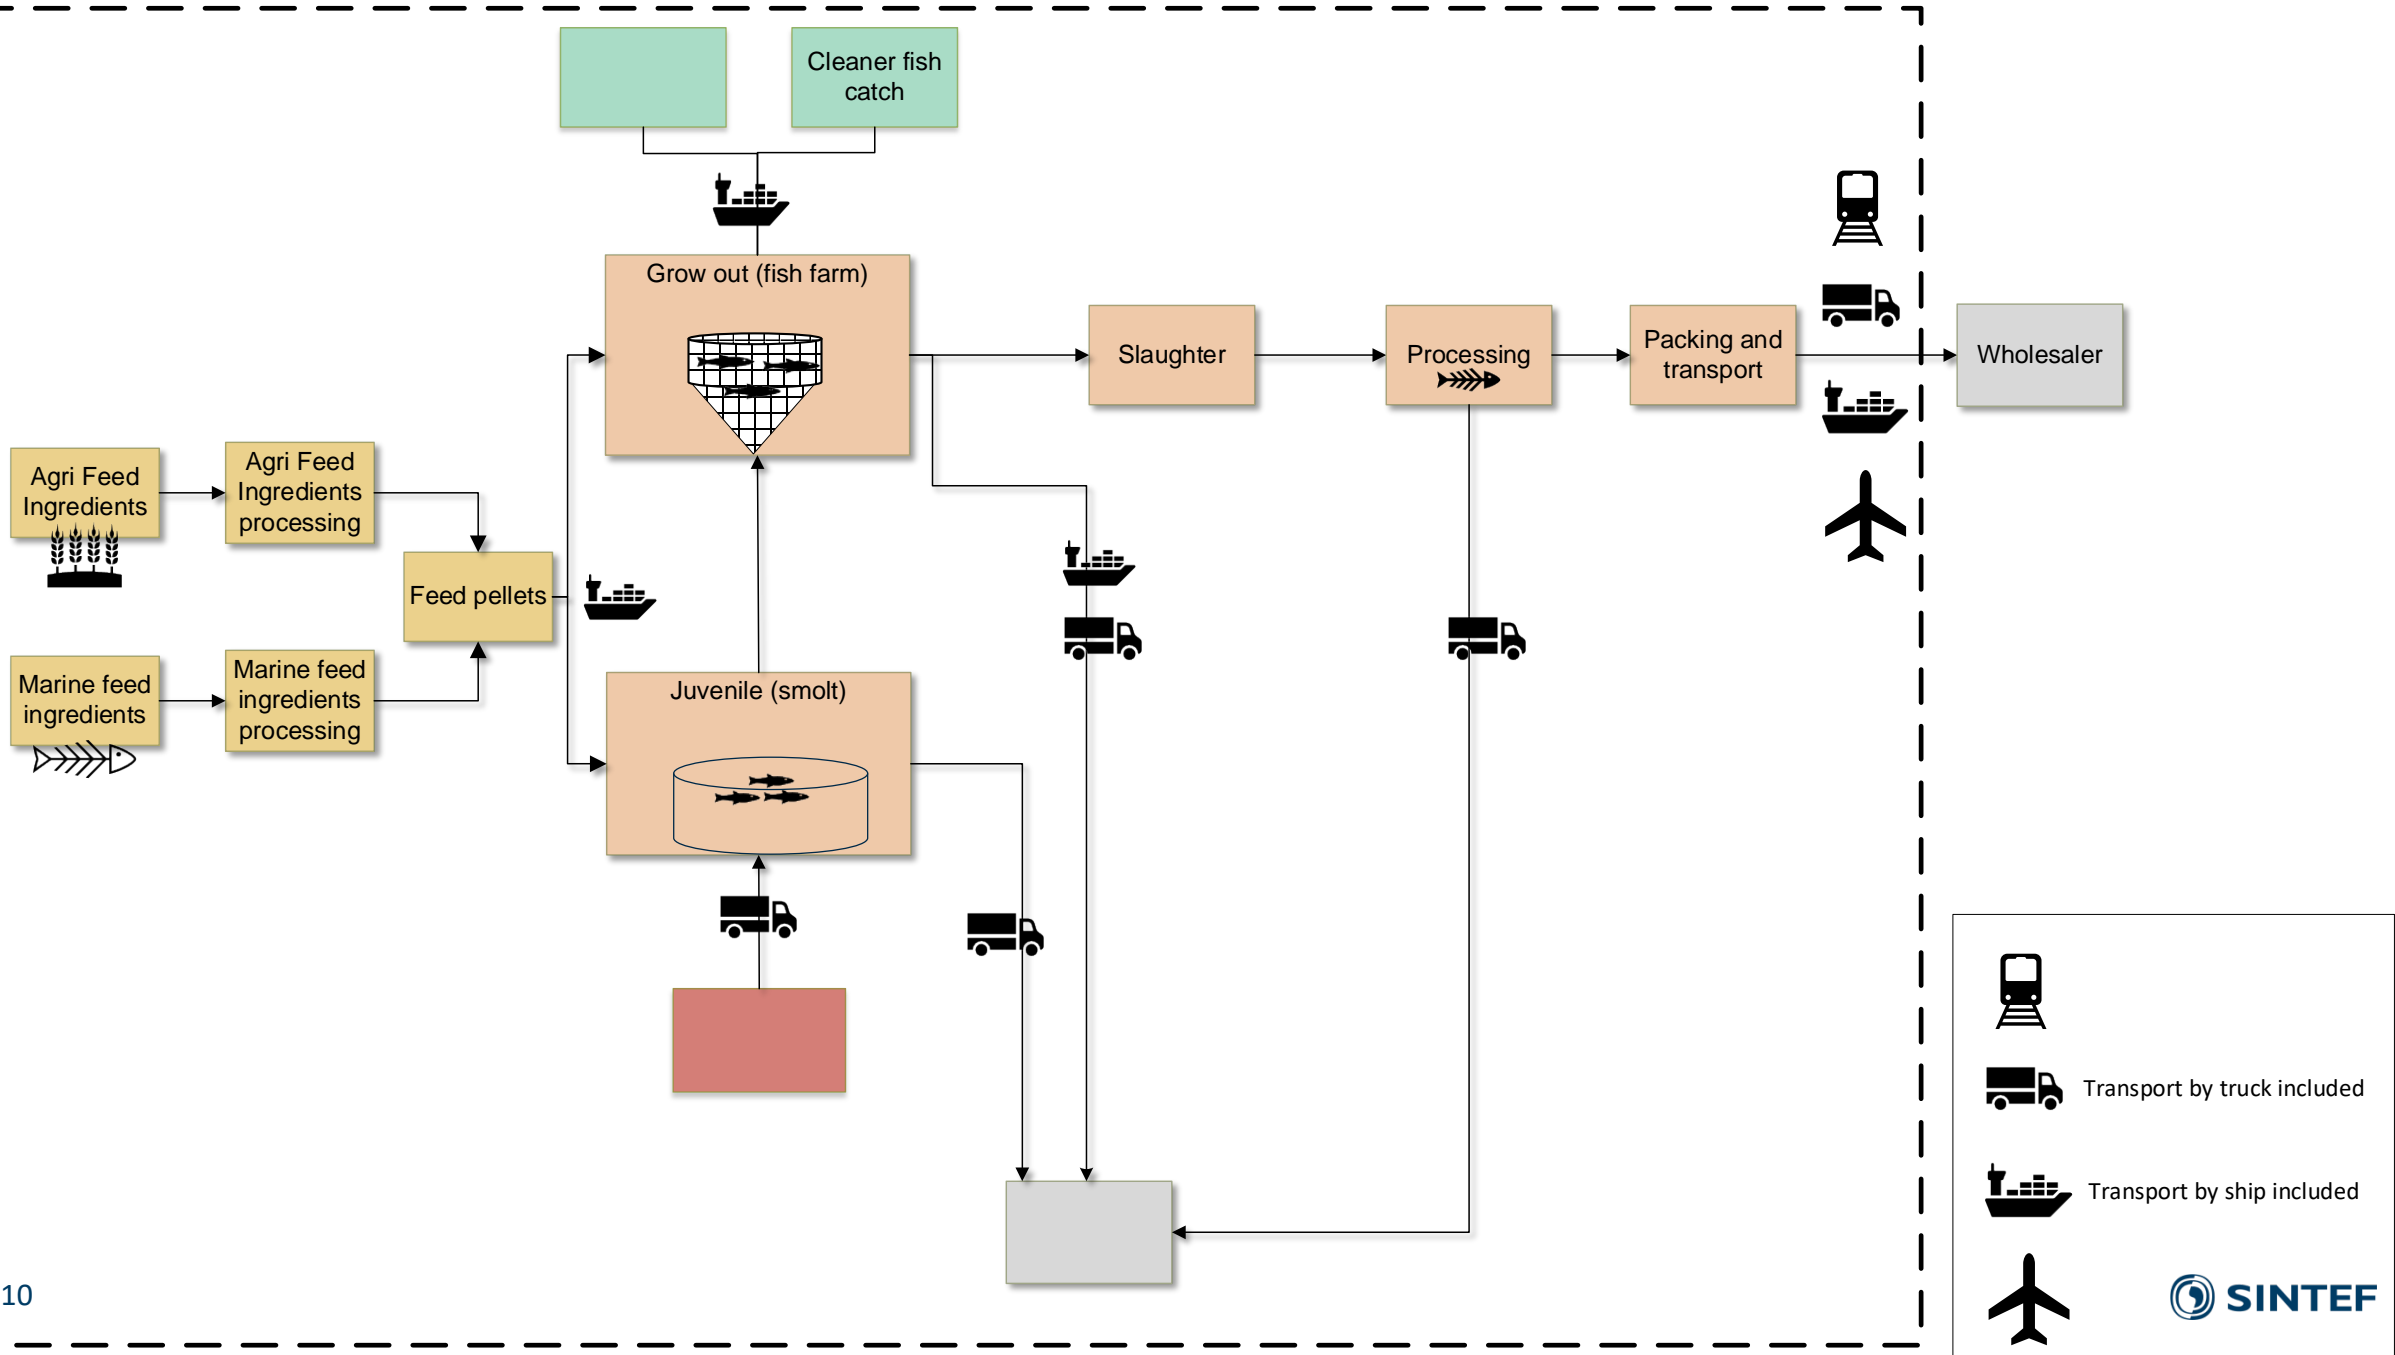 Cleaner fish
catch
Grow out (fish farm)
Slaughter
Processing
Packing and
transport
Wholesaler
Agri Feed
Ingredients
Agri Feed
Ingredients
processing
Feed pellets
Marine feed
ingredients
Marine feed
ingredients
processing
Juvenile (smolt)
Transport by truck included
Transport by ship included
10
SINTEF